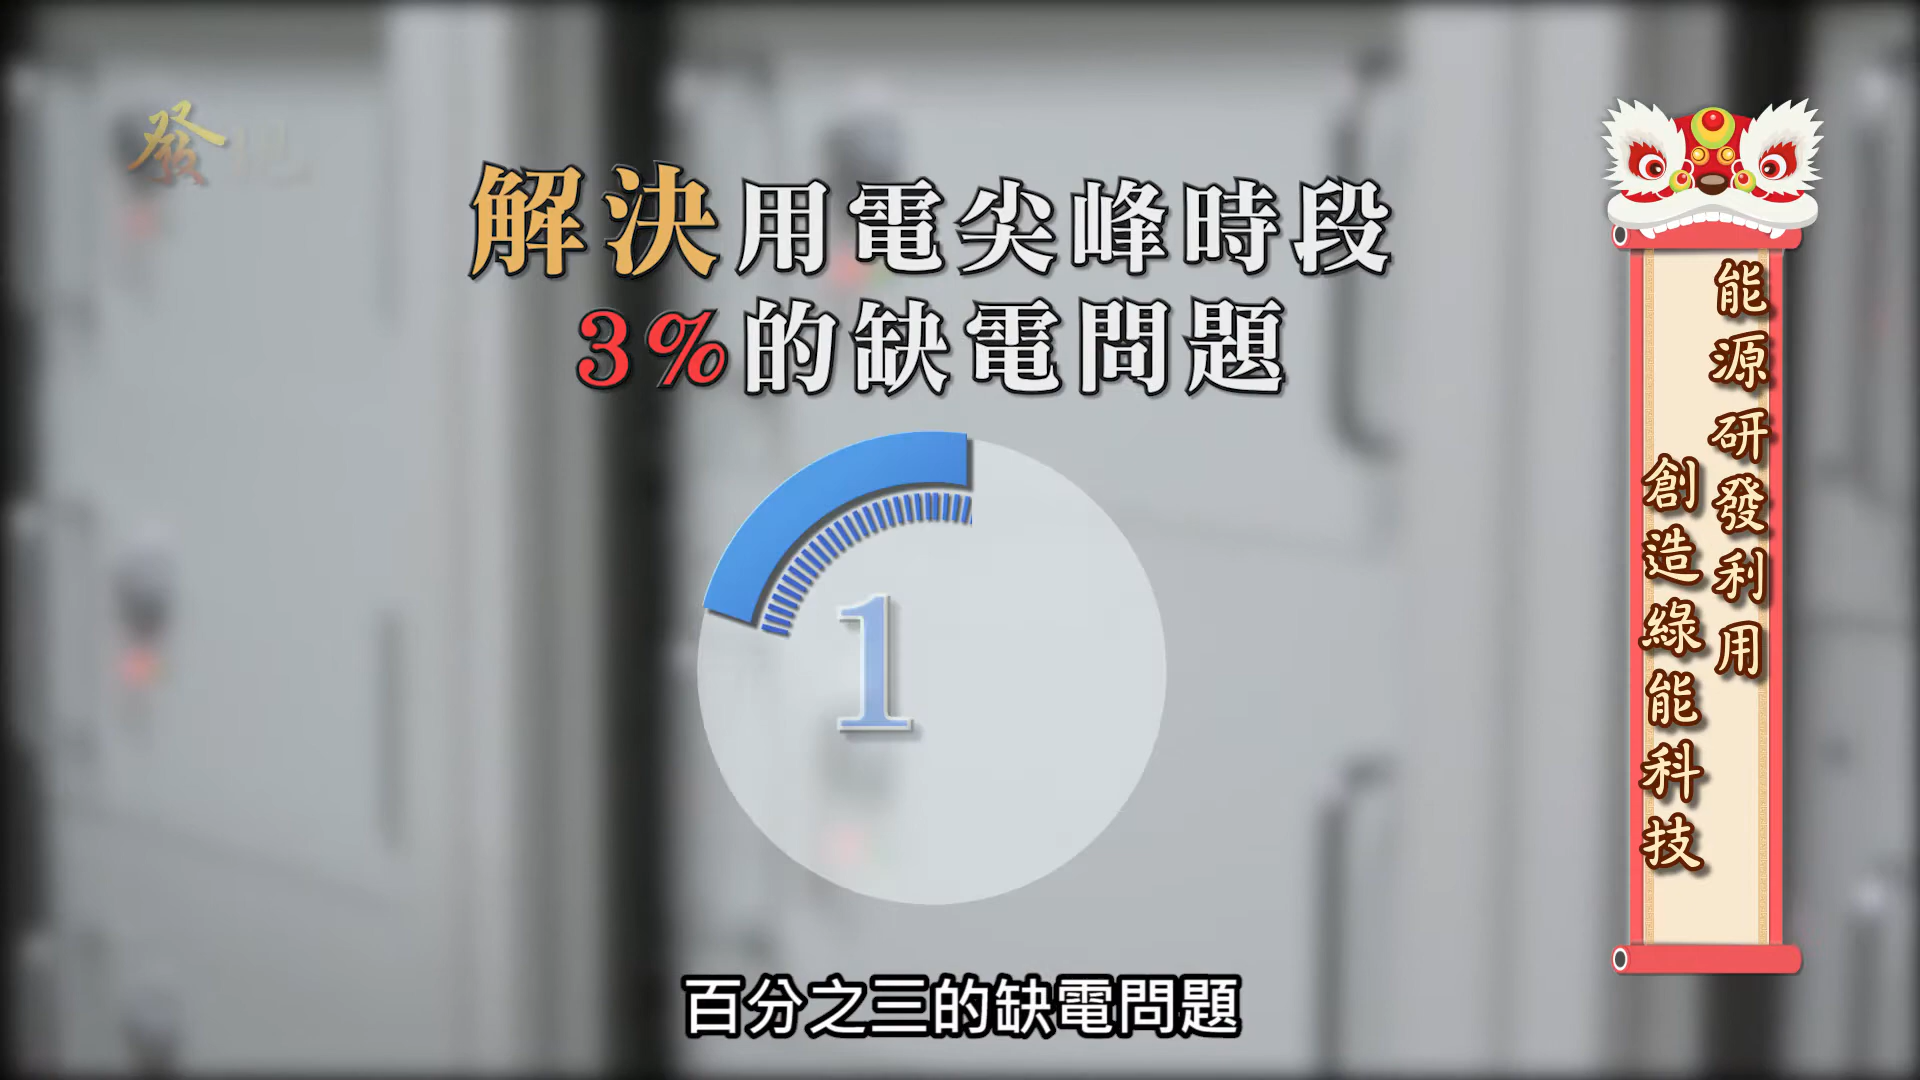 發
解決用電尖峰時段
3%的缺電問題
1
能源研發利用
創造綠能科技
百分之三的缺電問題